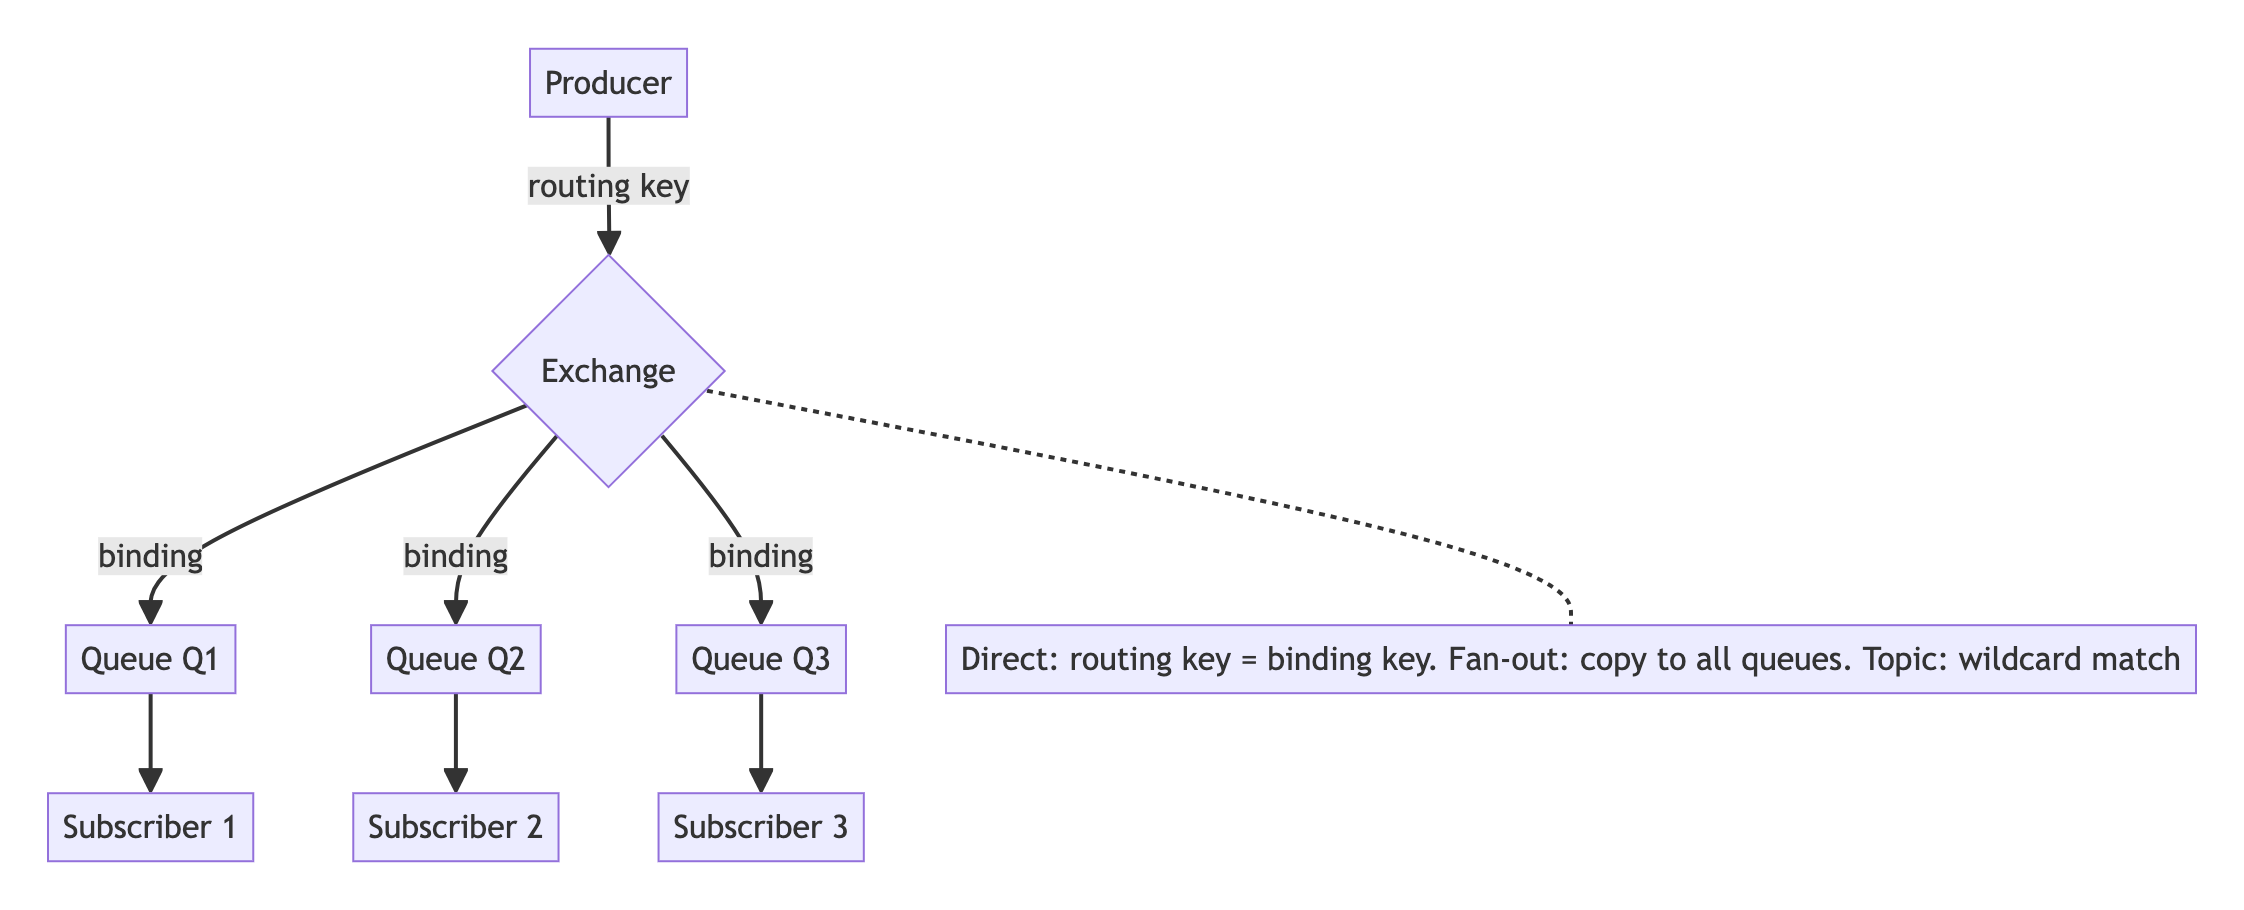 Producer
routing key
Exchange
binding
binding
binding
Queue Q1
Queue Q2
Queue Q3
Direct: routing key = binding key. Fan-out: copy to all queues. Topic: wildcard match
Subscriber 1
Subscriber 2
Subscriber 3